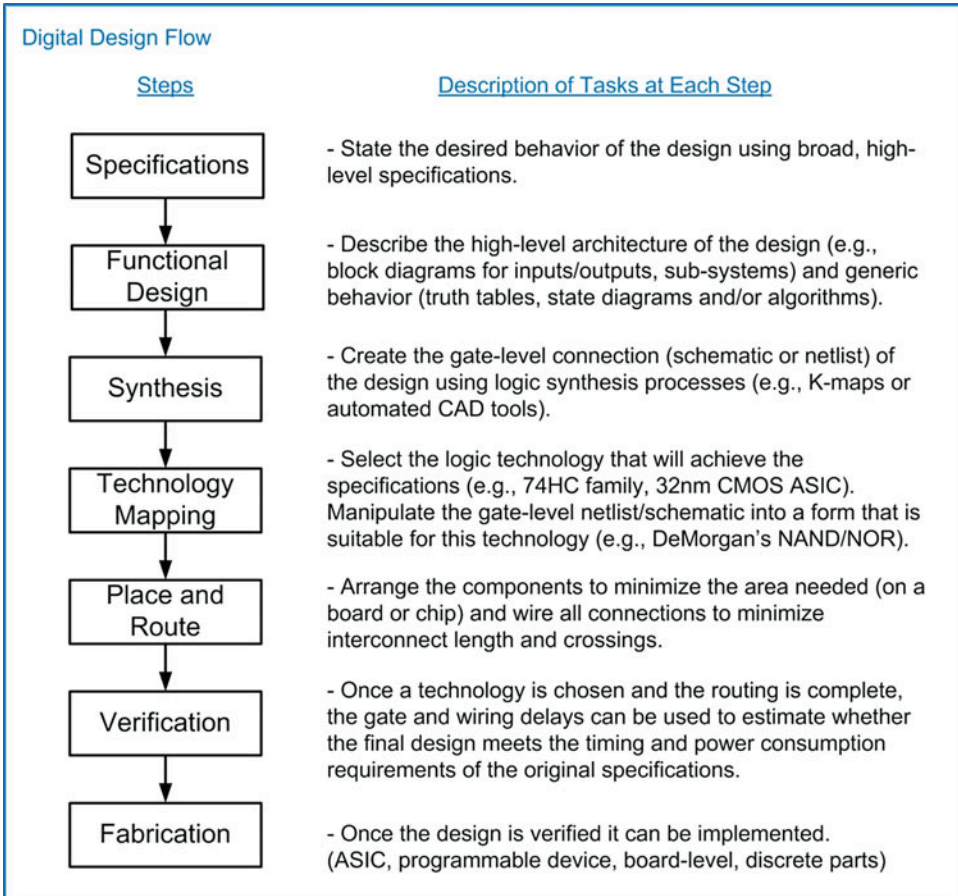 Digital Design Flow
Steps
Description of Tasks at Each Step
Specifications
- State the desired behavior of the design using broad, high-
level specifications.
Functional
Design
- Describe the high-level architecture of the design (e.g.,
block diagrams for inputs/outputs, sub-systems) and generic
behavior (truth tables, state diagrams and/or algorithms).
Synthesis
- Create the gate-level connection (schematic or netlist) of
the design using logic synthesis processes (e.g., K-maps or
automated CAD tools).
Technology
Mapping
- Select the logic technology that will achieve the
specifications (e.g., 74HC family, 32nm CMOS ASIC).
Manipulate the gate-level netlist/schematic into a form that is
suitable for this technology (e.g., DeMorgan's NAND/NOR).
Place and
Route
- Arrange the components to minimize the area needed (on a
board or chip) and wire all connections to minimize
interconnect length and crossings.
Verification
- Once a technology is chosen and the routing is complete,
the gate and wiring delays can be used to estimate whether
the final design meets the timing and power consumption
requirements of the original specifications.
Fabrication
- Once the design is verified it can be implemented.
(ASIC, programmable device, board-level, discrete parts)